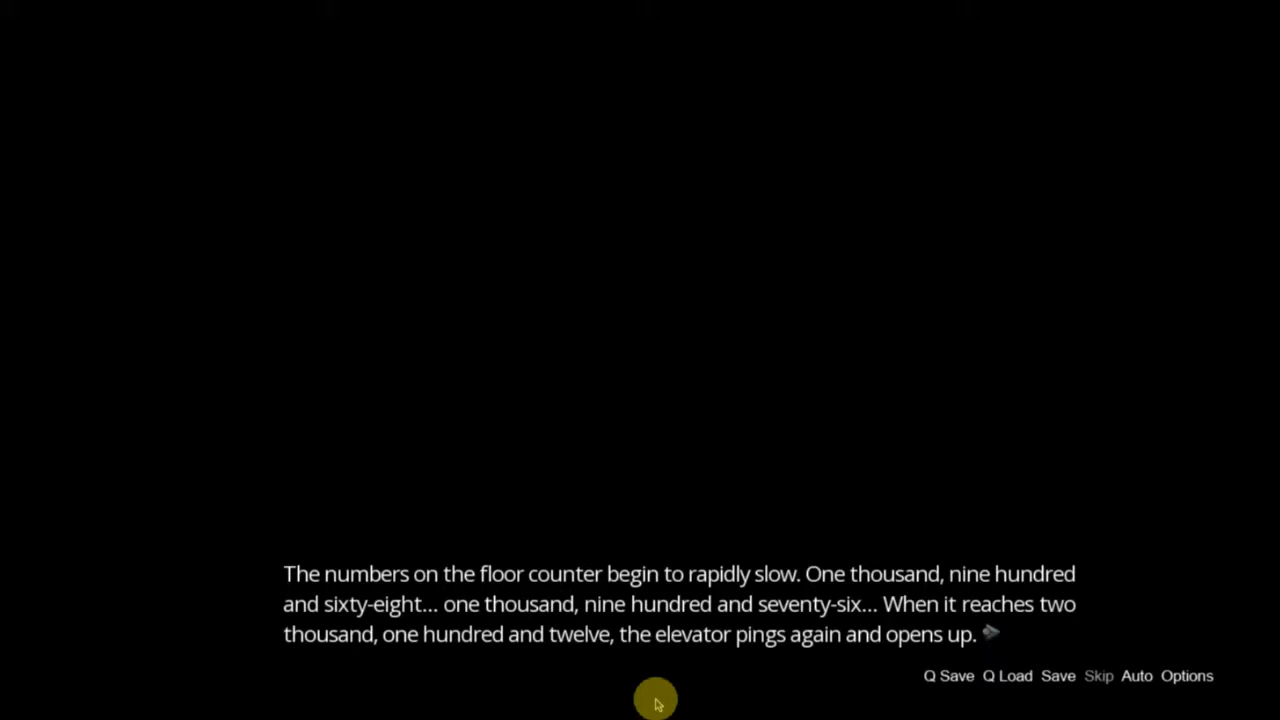 The numbers on the floor counter begin to rapidly slow. One thousand, nine hundred
and sixty-eight... one thousand, nine hundred and seventy-six... When it reaches two
thousand, one hundred and twelve, the elevator pings again and opens up.
Q Save Q Load Save Skip Auto Options